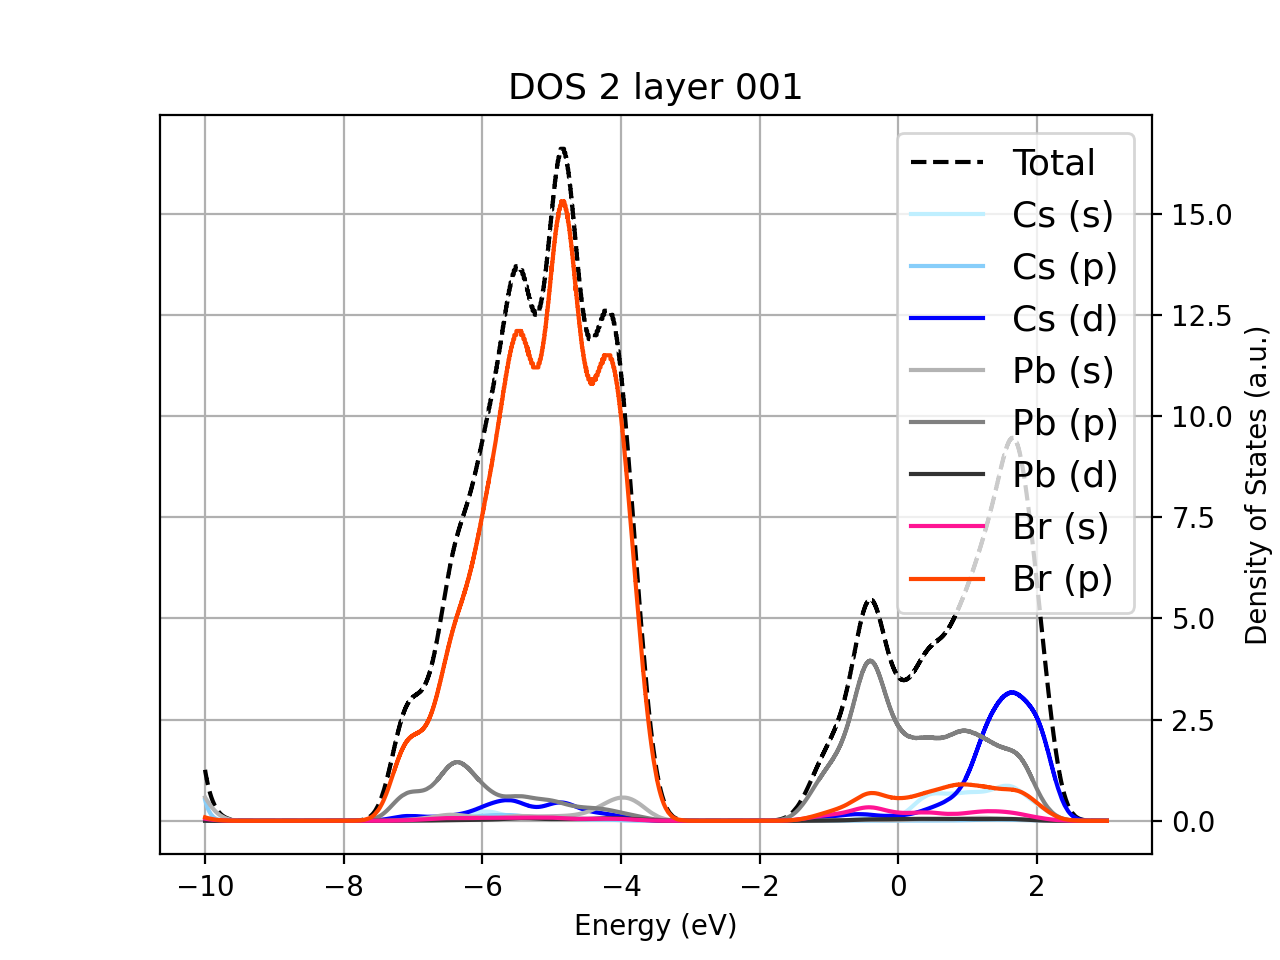 DOS 2 layer 001
Total
Cs (s)
Cs (p)
Cs (d)
Pb (s)
Pb (p)
Pb (d)
Br (s)
Br (p)
15.0
12.5
10.0
7.5
5.0
2.5
0.0
Density of States (a.u.)
−10 −8 −6 −4 −2 0 2
Energy (eV)